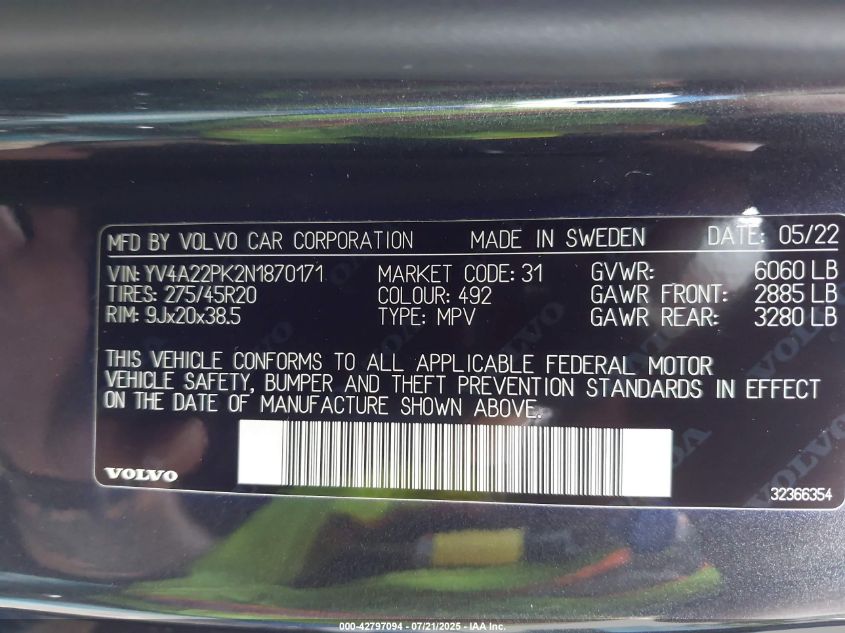 MFD BY VOLVO CAR CORPORATION MADE IN SWEDEN DATE: 05/22
VIN: YV4A22PK2N1870171 MARKET CODE: 31 GVWR: 6060 LB
TIRES: 275/45R20 COLOUR: 492 GAWR FRONT: 2885 LB
RIM: 9Jx20x38.5 TYPE: MPV GAWR REAR: 3280 LB
THIS VEHICLE CONFORMS TO ALL APPLICABLE FEDERAL MOTOR
VEHICLE SAFETY, BUMPER AND THEFT PREVENTION STANDARDS IN EFFECT
ON THE DATE OF MANUFACTURE SHOWN ABOVE.
VOLVO
32366354
000-42797094 - 07/21/2025 - IAA Inc.